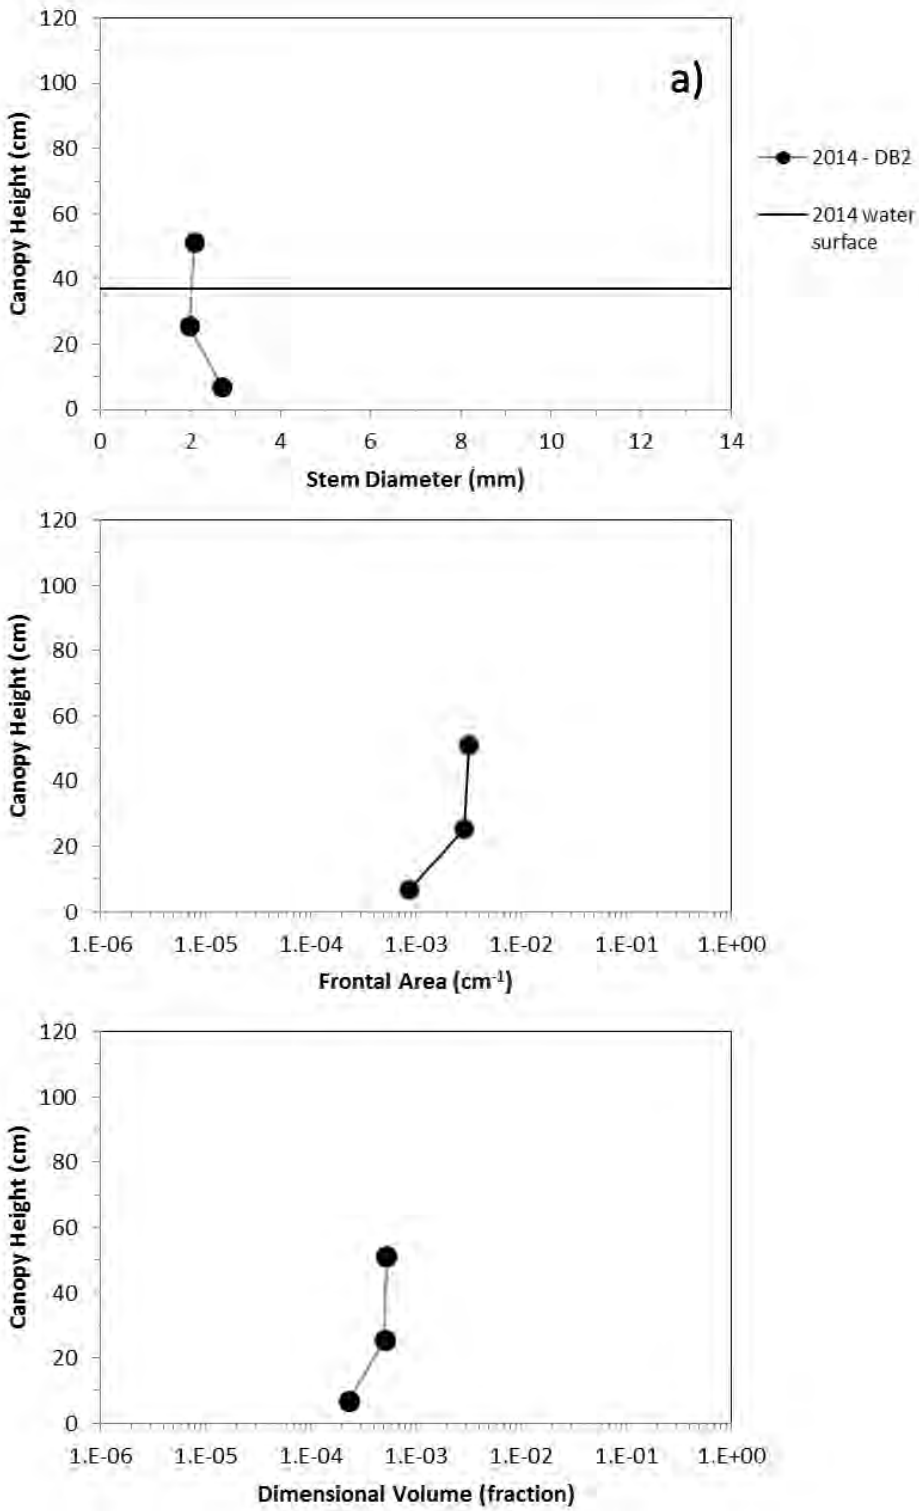 120
100
80
60
40
20
0
Canopy Height (cm)
a)
2014 - DB2
2014 water
surface
0 2 4 6 8 10 12 14
Stem Diameter (mm)
120
100
80
60
40
20
0
Canopy Height (cm)
1.E-06 1.E-05 1.E-04 1.E-03 1.E-02 1.E-01 1.E+00
Frontal Area (cm⁻¹)
120
100
80
60
40
20
0
Canopy Height (cm)
1.E-06 1.E-05 1.E-04 1.E-03 1.E-02 1.E-01 1.E+00
Dimensional Volume (fraction)